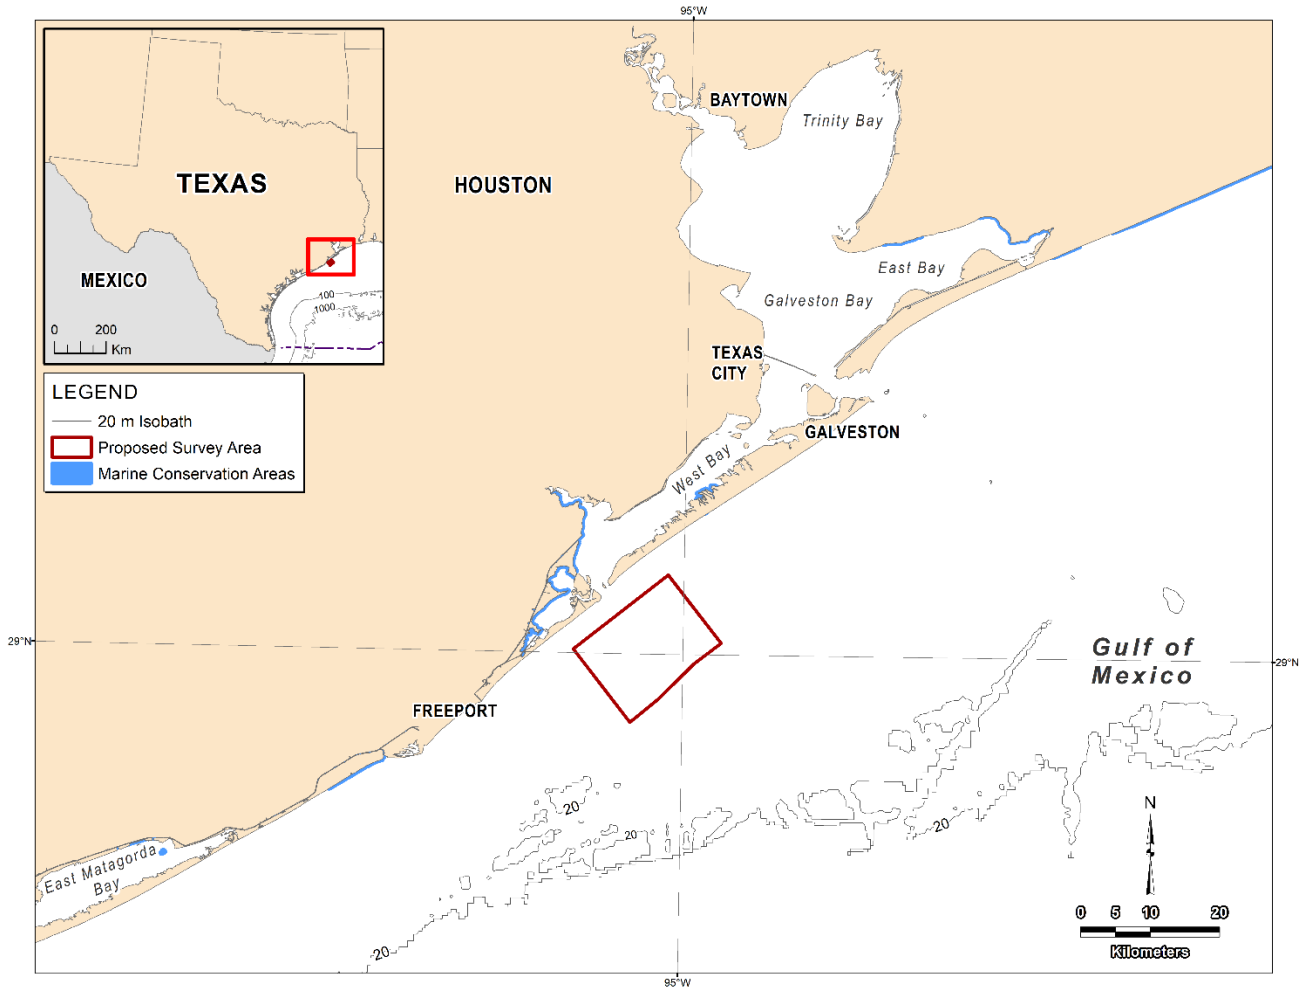 95°W
BAYTOWN
Trinity Bay
TEXAS
HOUSTON
MEXICO
100
1000
0 200
Km
East Bay
Galveston Bay
TEXAS
CITY
LEGEND
20 m Isobath
Proposed Survey Area
Marine Conservation Areas
GALVESTON
West Bay
29°N
Gulf of
Mexico
29°N
FREEPORT
20
20
20
N
East Matagorda
Bay
0 5 10 20
Kilometers
20
95°W